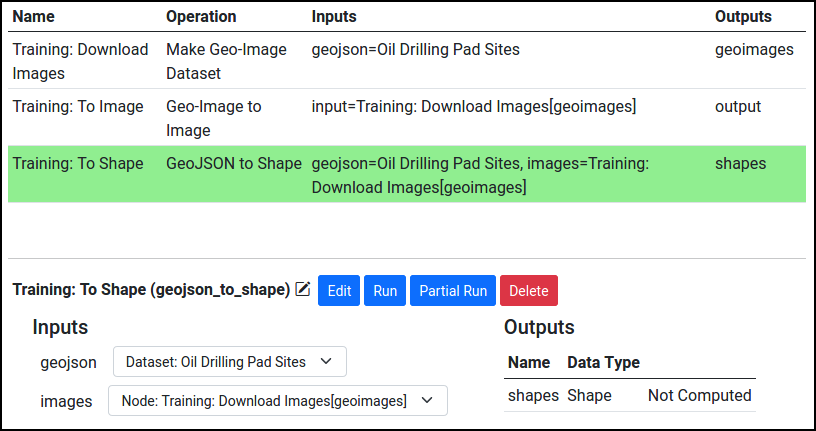 Name Operation Inputs Outputs
Training: Download Make Geo-Image geojson=Oil Drilling Pad Sites geoimages
Images Dataset
Training: To Image Geo-Image to input=Training: Download Images[geoimages] output
Image
Training: To Shape GeoJSON to Shape geojson=Oil Drilling Pad Sites, images=Training: shapes
Download Images[geoimages]
Training: To Shape (geojson_to_shape) Edit Run Partial Run Delete
Inputs Outputs
geojson Dataset: Oil Drilling Pad Sites Name Data Type
images Node: Training: Download Images[geoimages] shapes Shape Not Computed